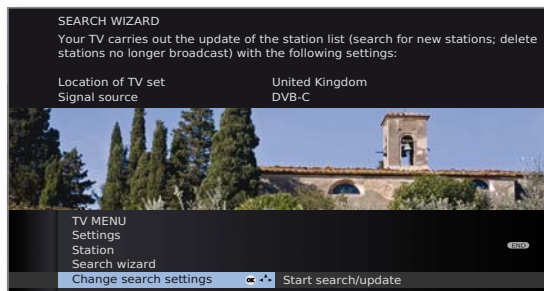 SEARCH WIZARD
Your TV carries out the update of the station list (search for new stations; delete
stations no longer broadcast) with the following settings:
Location of TV set United Kingdom
Signal source DVB-C
TV MENU
Settings
Station
END
Search wizard
Change search settings OK Start search/update